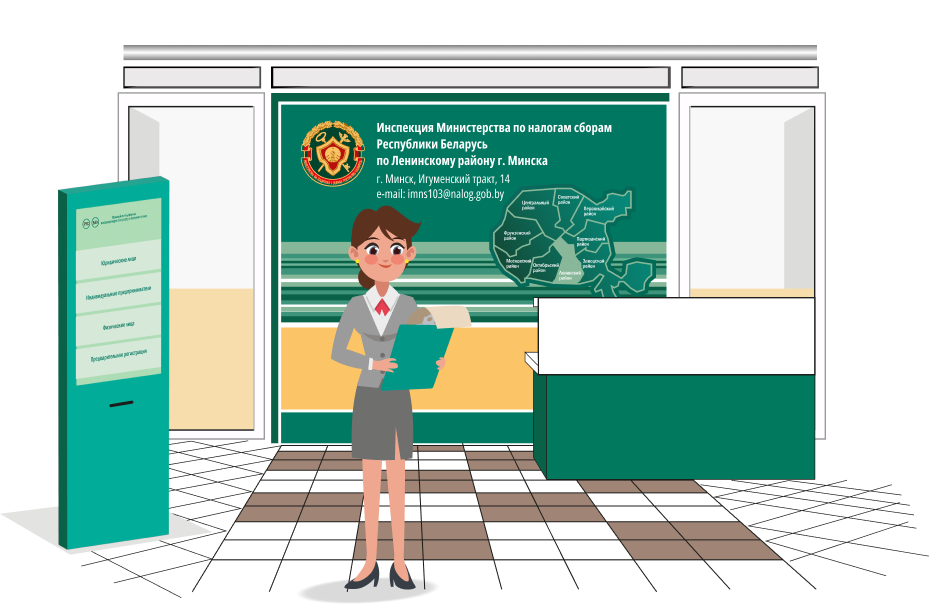 Инспекция Министерства по налогам сборам
Республики Беларусь
по Ленинскому району г. Минска
г. Минск, Игуменский тракт, 14
e-mail: imns103@nalog.gob.by
Центральный
район
Советский
район
Первомайский
район
Фрунзенский
район
Партизанский
район
Московский
район
Октябрьский
район
Ленинский
район
Заводской
район
Юридические лица
Индивидуальные предприниматели
Физические лица
Предварительная регистрация